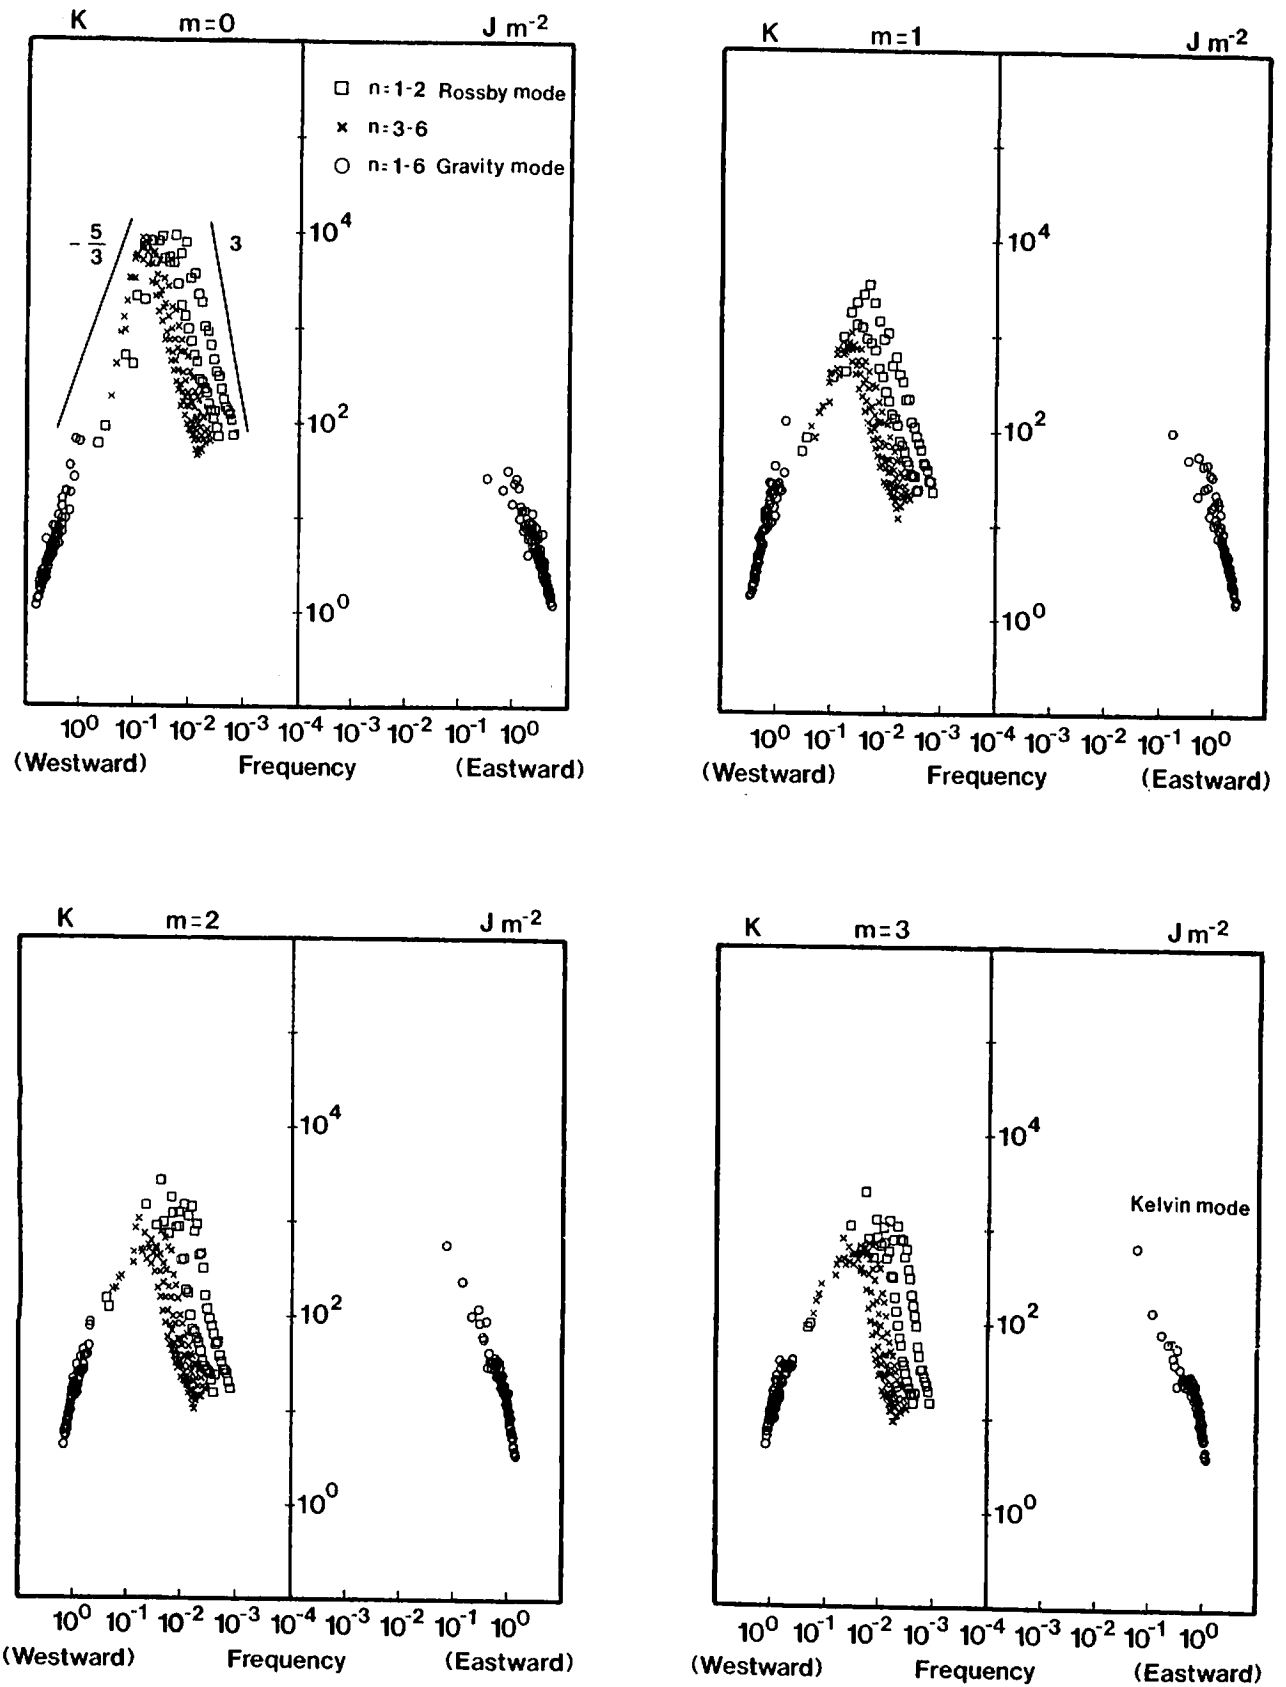 K m=0 J m⁻²
□ n=1-2 Rossby mode
× n=3-6
○ n=1-6 Gravity mode
-5/3
3
10⁴
10²
10⁰
10⁰ 10⁻¹ 10⁻² 10⁻³ 10⁻⁴ 10⁻³ 10⁻² 10⁻¹ 10⁰
(Westward) Frequency (Eastward)
K m=1 J m⁻²
10⁴
10²
10⁰
10⁰ 10⁻¹ 10⁻² 10⁻³ 10⁻⁴ 10⁻³ 10⁻² 10⁻¹ 10⁰
(Westward) Frequency (Eastward)
K m=2 J m⁻²
10⁴
10²
10⁰
10⁰ 10⁻¹ 10⁻² 10⁻³ 10⁻⁴ 10⁻³ 10⁻² 10⁻¹ 10⁰
(Westward) Frequency (Eastward)
K m=3 J m⁻²
10⁴
Kelvin mode
10²
10⁰
10⁰ 10⁻¹ 10⁻² 10⁻³ 10⁻⁴ 10⁻³ 10⁻² 10⁻¹ 10⁰
(Westward) Frequency (Eastward)